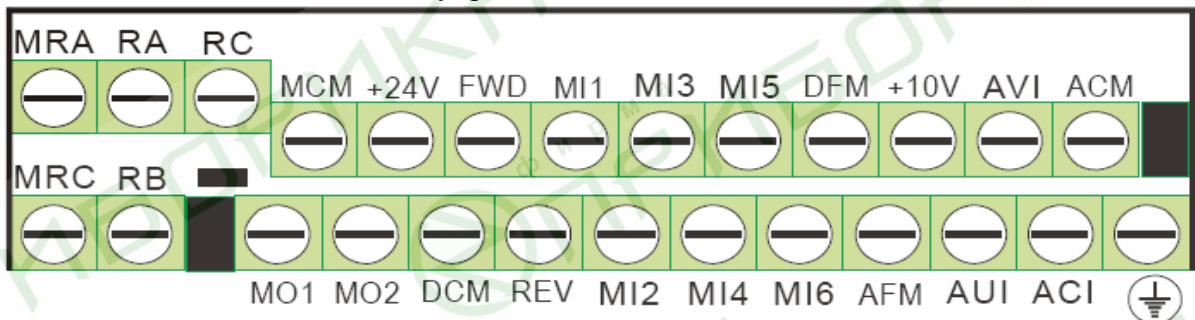 MRA RA RC
MCM +24V FWD MI1 MI3 MI5 DFM +10V AVI ACM
MRC RB
MO1 MO2 DCM REV MI2 MI4 MI6 AFM AUI ACI